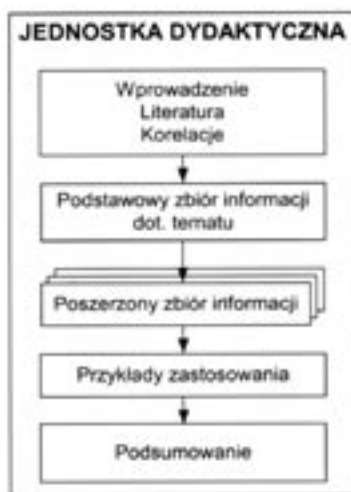 JEDNOSTKA DYDAKTYCZNA
Wprowadzenie
Literatura
Korelacje
Podstawowy zbiór informacji
dot. tematu
Poszerzony zbiór informacji
Przykłady zastosowania
Podsumowanie